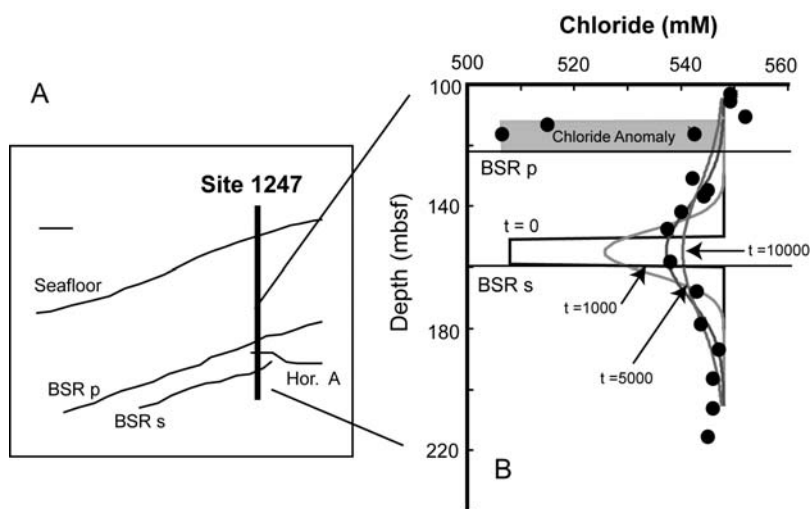 A
Site 1247
Seafloor
BSR p
BSR s
Hor. A
Chloride (mM)
500
520
540
560
Depth (mbsf)
100
140
180
220
Chloride Anomaly
BSR p
t = 0
t=10000
BSR s
t =1000
t=5000
B